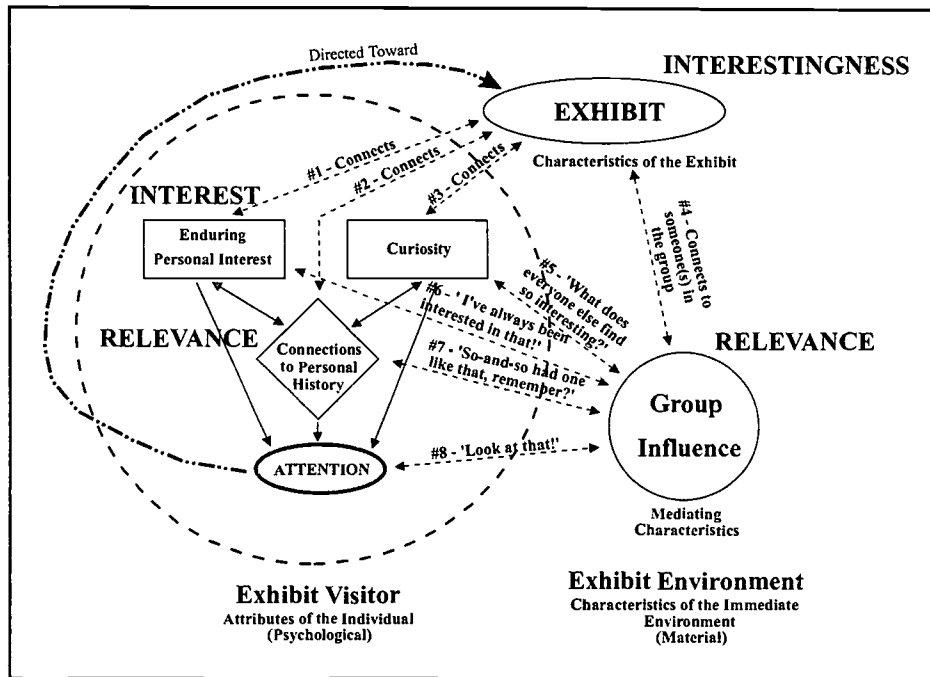 Directed Toward
INTERESTINGNESS
EXHIBIT
Characteristics of the Exhibit
#1 - Connects
#2 - Connects
#3 - Connects
#4 - Connects to
someone(s) in
the group
INTEREST
Enduring
Personal Interest
Curiosity
#5 - 'What does
everyone else find
so interesting?'
#6 - ' I've always been
interested in that!'
RELEVANCE
Connections
to Personal
History
#7 - 'So-and-so had one
like that, remember?'
RELEVANCE
Group
Influence
#8 - 'Look at that!'
ATTENTION
Mediating
Characteristics
Exhibit Visitor
Attributes of the Individual
(Psychological)
Exhibit Environment
Characteristics of the Immediate
Environment
(Material)